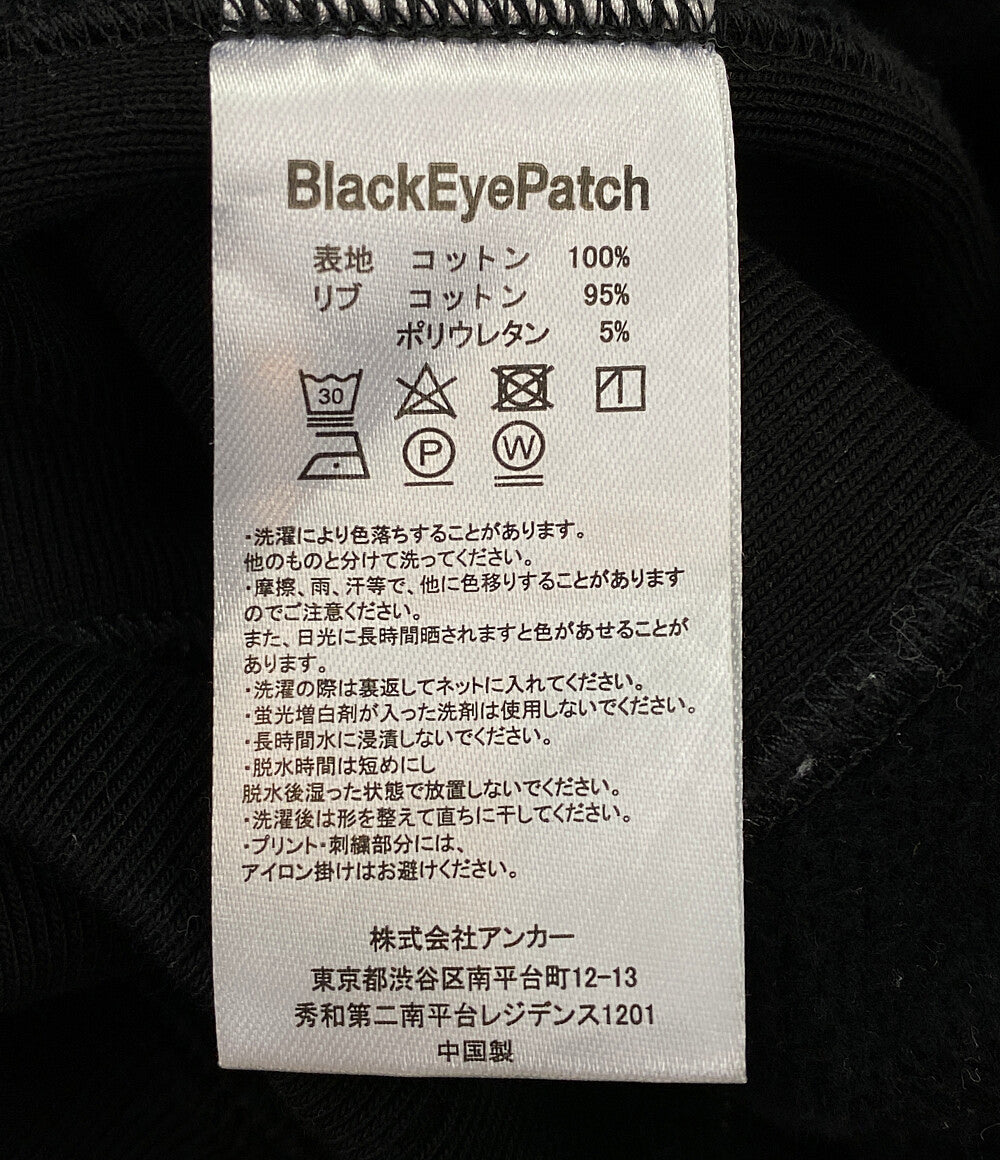 BlackEyePatch
表地 コットン 100%
リブ コットン 95%
ポリウレタン 5%
30
P W
・洗濯により色落ちすることがあります。
他のものと分けて洗ってください。
・摩擦、雨、汗等で、他に色移りすることがあります
のでご注意ください。
また、日光に長時間晒されますと色があせることが
あります。
・洗濯の際は裏返してネットに入れてください。
・蛍光増白剤が入った洗剤は使用しないでください。
・長時間水に浸漬しないでください。
・脱水時間は短めにし
脱水後湿った状態で放置しないでください。
・洗濯後は形を整えて直ちに干してください。
・プリント・刺繍部分には、
アイロン掛けはお避けください。
株式会社アンカー
東京都渋谷区南平台町12-13
秀和第二南平台レジデンス1201
中国製